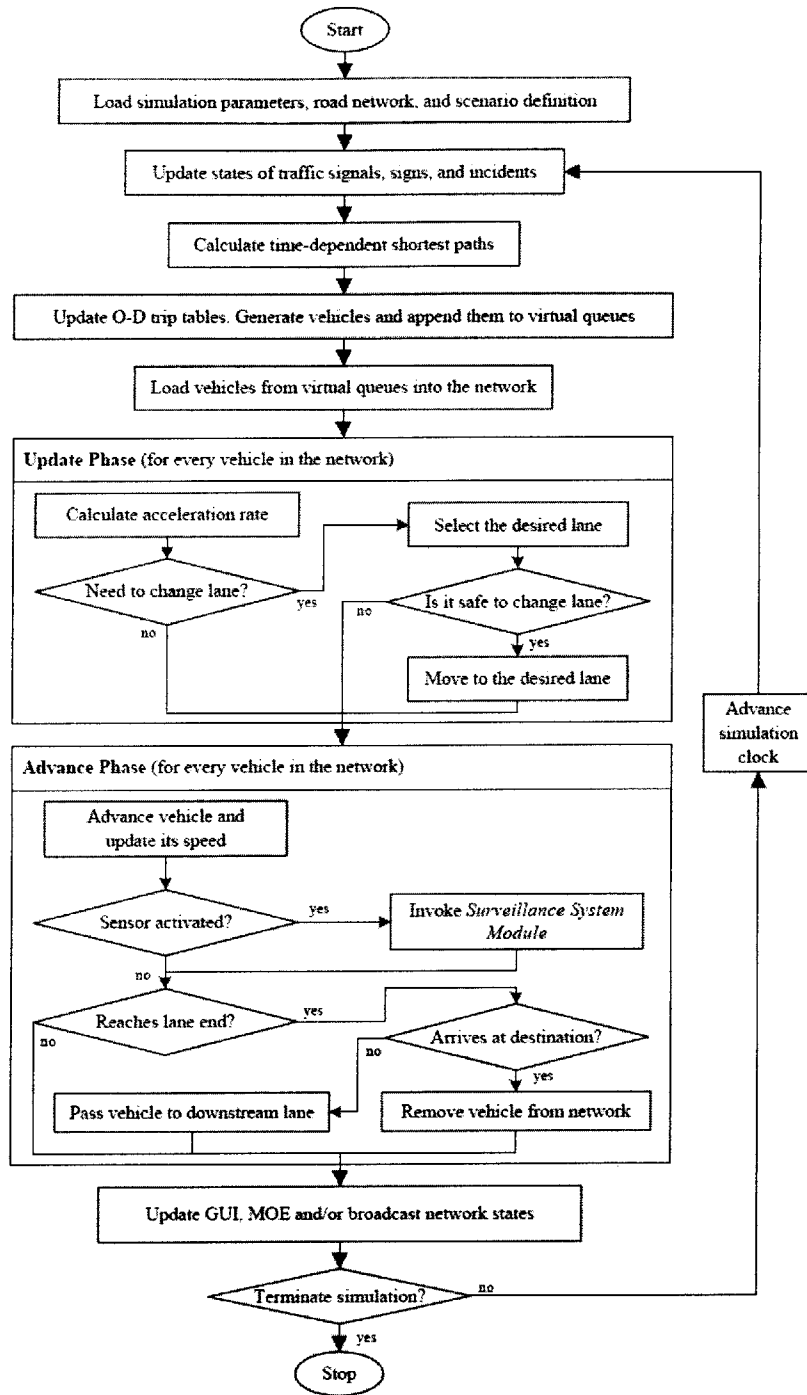 Start
Load simulation parameters, road network, and scenario definition
Update states of traffic signals, signs, and incidents
Calculate time-dependent shortest paths
Update O-D trip tables. Generate vehicles and append them to virtual queues
Load vehicles from virtual queues into the network
Update Phase (for every vehicle in the network)
Calculate acceleration rate
Select the desired lane
Need to change lane?
yes
no
Is it safe to change lane?
no
yes
Move to the desired lane
Advance
simulation
clock
Advance Phase (for every vehicle in the network)
Advance vehicle and
update its speed
Sensor activated?
yes
Invoke Surveillance System
Module
no
Reaches lane end?
yes
no
Arrives at destination?
no
yes
Pass vehicle to downstream lane
Remove vehicle from network
Update GUI, MOE and/or broadcast network states
Terminate simulation?
no
yes
Stop